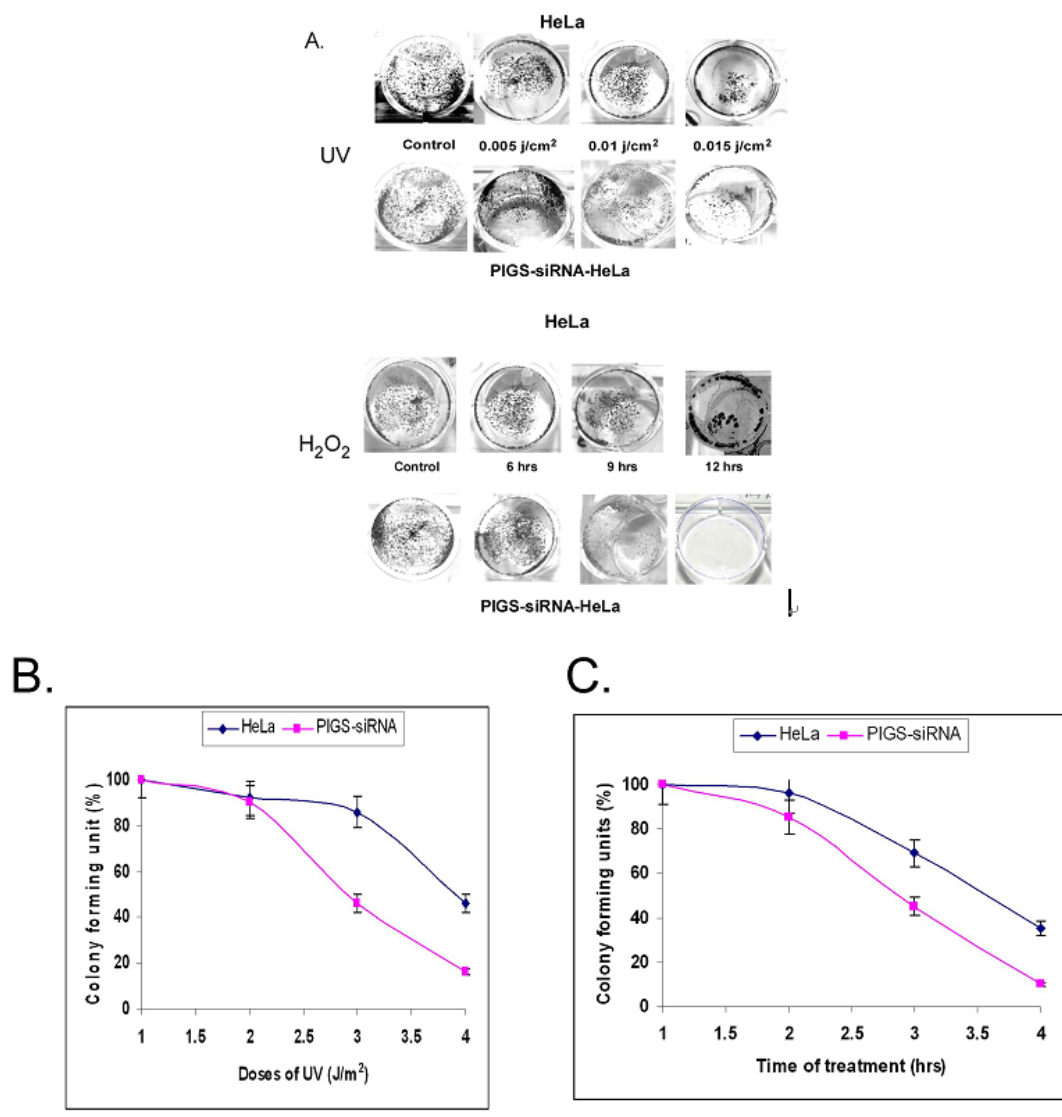 A.
HeLa
Control 0.005 j/cm² 0.01 j/cm² 0.015 j/cm²
UV
PIGS-siRNA-HeLa
HeLa
H₂O₂
Control 6 hrs 9 hrs 12 hrs
PIGS-siRNA-HeLa
B.
HeLa PIGS-siRNA
Colony forming unit (%)
100
80
60
40
20
0
1 1.5 2 2.5 3 3.5 4
Doses of UV (J/m²)
C.
HeLa PIGS-siRNA
Colony forming units (%)
100
80
60
40
20
0
1 1.5 2 2.5 3 3.5 4
Time of treatment (hrs)